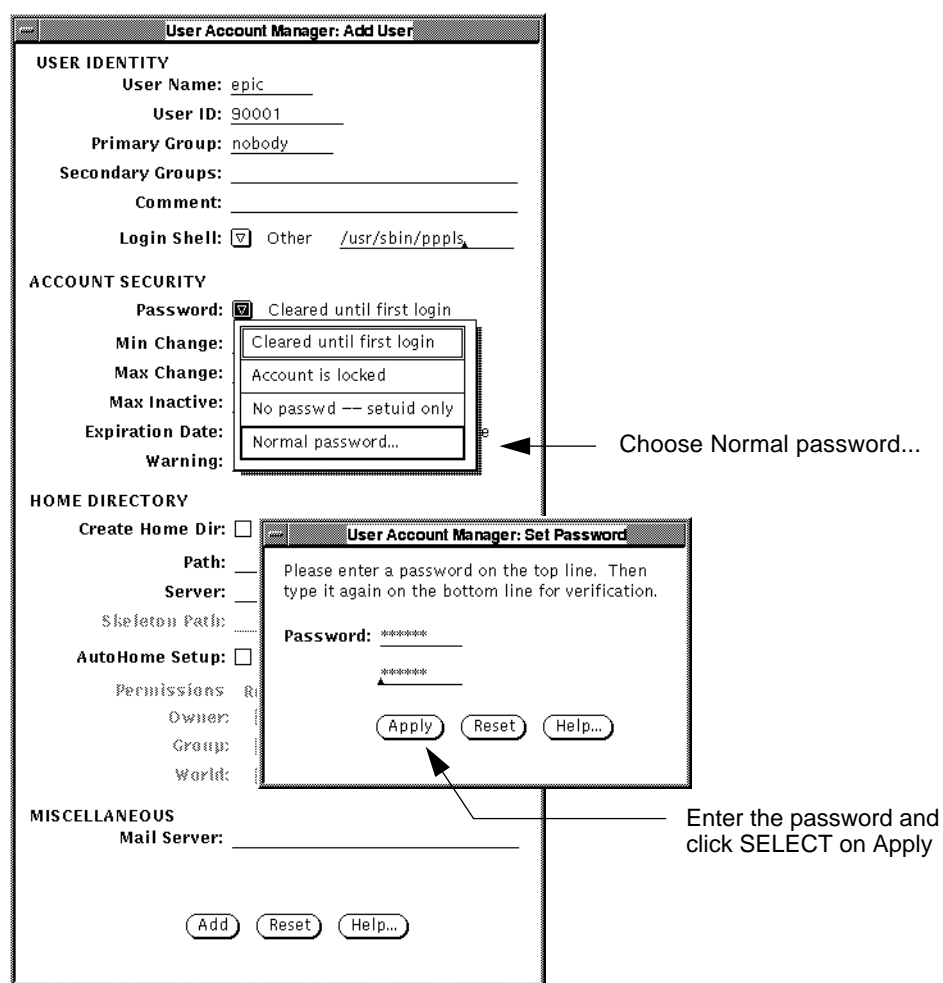 User Account Manager: Add User
USER IDENTITY
User Name: epic
User ID: 90001
Primary Group: nobody
Secondary Groups:
Comment:
Login Shell: Other /usr/sbin/pppls
ACCOUNT SECURITY
Password: Cleared until first login
Min Change: Cleared until first login
Max Change: Account is locked
Max Inactive: No passwd -- setuid only
Expiration Date: Normal password...
Warning:
Choose Normal password...
HOME DIRECTORY
Create Home Dir:
Path:
Server:
Skeleton Path:
AutoHome Setup:
Permissions
Owner:
Group:
World:
User Account Manager: Set Password
Please enter a password on the top line. Then
type it again on the bottom line for verification.
Password: ******
******
Apply Reset Help...
Enter the password and
click SELECT on Apply
MISCELLANEOUS
Mail Server:
Add Reset Help...